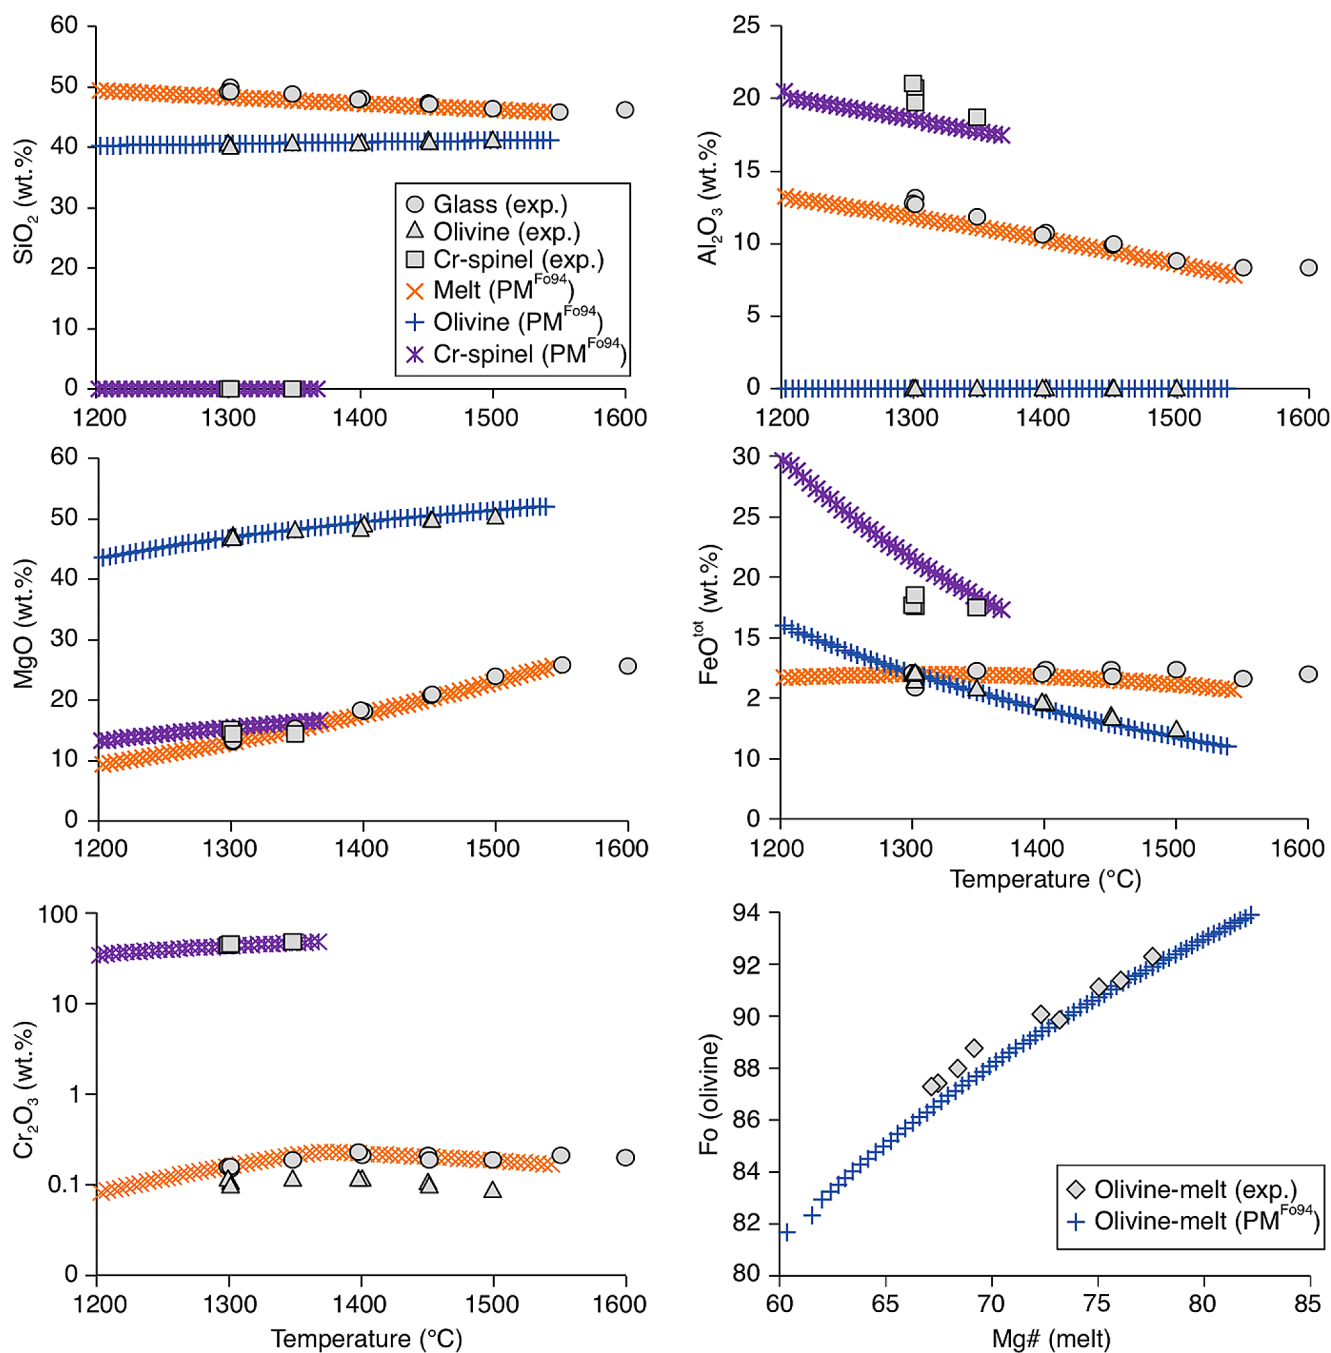 60
50
40
30
20
10
0
SiO2 (wt.%)
1200 1300 1400 1500 1600
Glass (exp.)
Olivine (exp.)
Cr-spinel (exp.)
Melt (PMFo94)
Olivine (PMFo94)
Cr-spinel (PMFo94)
25
20
15
10
5
0
Al2O3 (wt.%)
1200 1300 1400 1500 1600
60
50
40
30
20
10
0
MgO (wt.%)
1200 1300 1400 1500 1600
30
25
20
15
2
10
0
FeOtot (wt.%)
1200 1300 1400 1500 1600
Temperature (°C)
100
10
1
0.1
0
Cr2O3 (wt.%)
1200 1300 1400 1500 1600
Temperature (°C)
94
92
90
88
86
84
82
80
Fo (olivine)
Olivine-melt (exp.)
Olivine-melt (PMFo94)
60 65 70 75 80 85
Mg# (melt)